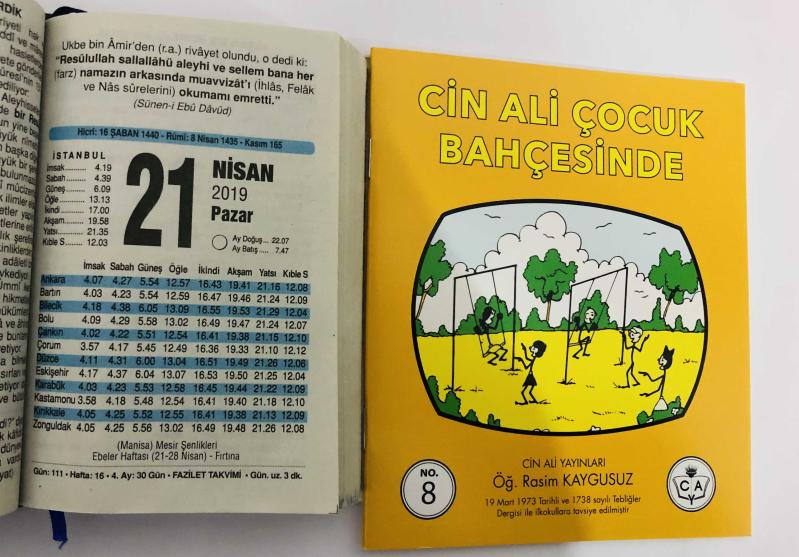 Ukbe bin Âmir'den (r.a.) rivâyet olundu, o dedi ki:
"Resûlullah sallallâhü aleyhi ve sellem bana her
(farz) namazın arkasında muavvizât'ı (İhlâs, Felâk
ve Nâs sûrelerini) okumamı emretti."
(Sünen-i Ebû Dâvûd)
Hicrî: 16 ŞABAN 1440 - Rûmî: 8 Nisan 1435 - Kasım 165
İSTANBUL
İmsak 4.19
Sabah 4.39
Güneş 6.09
Öğle 13.13
İkindi 17.00
Akşam 19.58
Yatsı 21.35
Kıble S 12.03
21
NİSAN
2019
Pazar
Ay Doğuş... 22.07
Ay Batış..... 7.47
İmsak Sabah Güneş Öğle İkindi Akşam Yatsı Kıble S
Ankara 4.07 4.27 5.54 12.57 16.43 19.41 21.16 12.08
Bartın 4.03 4.23 5.54 12.59 16.47 19.46 21.24 12.09
Bilecik 4.18 4.38 6.05 13.09 16.55 19.53 21.29 12.04
Bolu 4.09 4.29 5.58 13.02 16.49 19.47 21.24 12.07
Çankırı 4.02 4.22 5.51 12.54 16.41 19.38 21.15 12.10
Çorum 3.57 4.17 5.45 12.49 16.36 19.33 21.10 12.12
Düzce 4.11 4.31 6.00 13.04 16.51 19.49 21.26 12.06
Eskişehir 4.17 4.37 6.04 13.07 16.53 19.50 21.25 12.04
Karabük 4.03 4.23 5.53 12.58 16.45 19.44 21.22 12.09
Kastamonu 3.58 4.18 5.48 12.54 16.41 19.40 21.18 12.10
Kırıkkale 4.05 4.25 5.52 12.55 16.41 19.38 21.13 12.09
Zonguldak 4.05 4.25 5.56 13.02 16.49 19.48 21.26 12.08
(Manisa) Mesir Şenlikleri
Ebeler Haftası (21-28 Nisan) - Fırtına
Gün: 111 • Hafta: 16 • 4. Ay: 30 Gün • FAZİLET TAKVİMİ • Gün. uz. 3 dk.
CİN ALİ ÇOCUK
BAHÇESİNDE
CİN ALİ YAYINLARI
Öğ. Rasim KAYGUSUZ
19 Mart 1973 Tarihli ve 1738 sayılı Tebliğler
Dergisi ile ilkokullara tavsiye edilmiştir
NO.
8
C A
Y